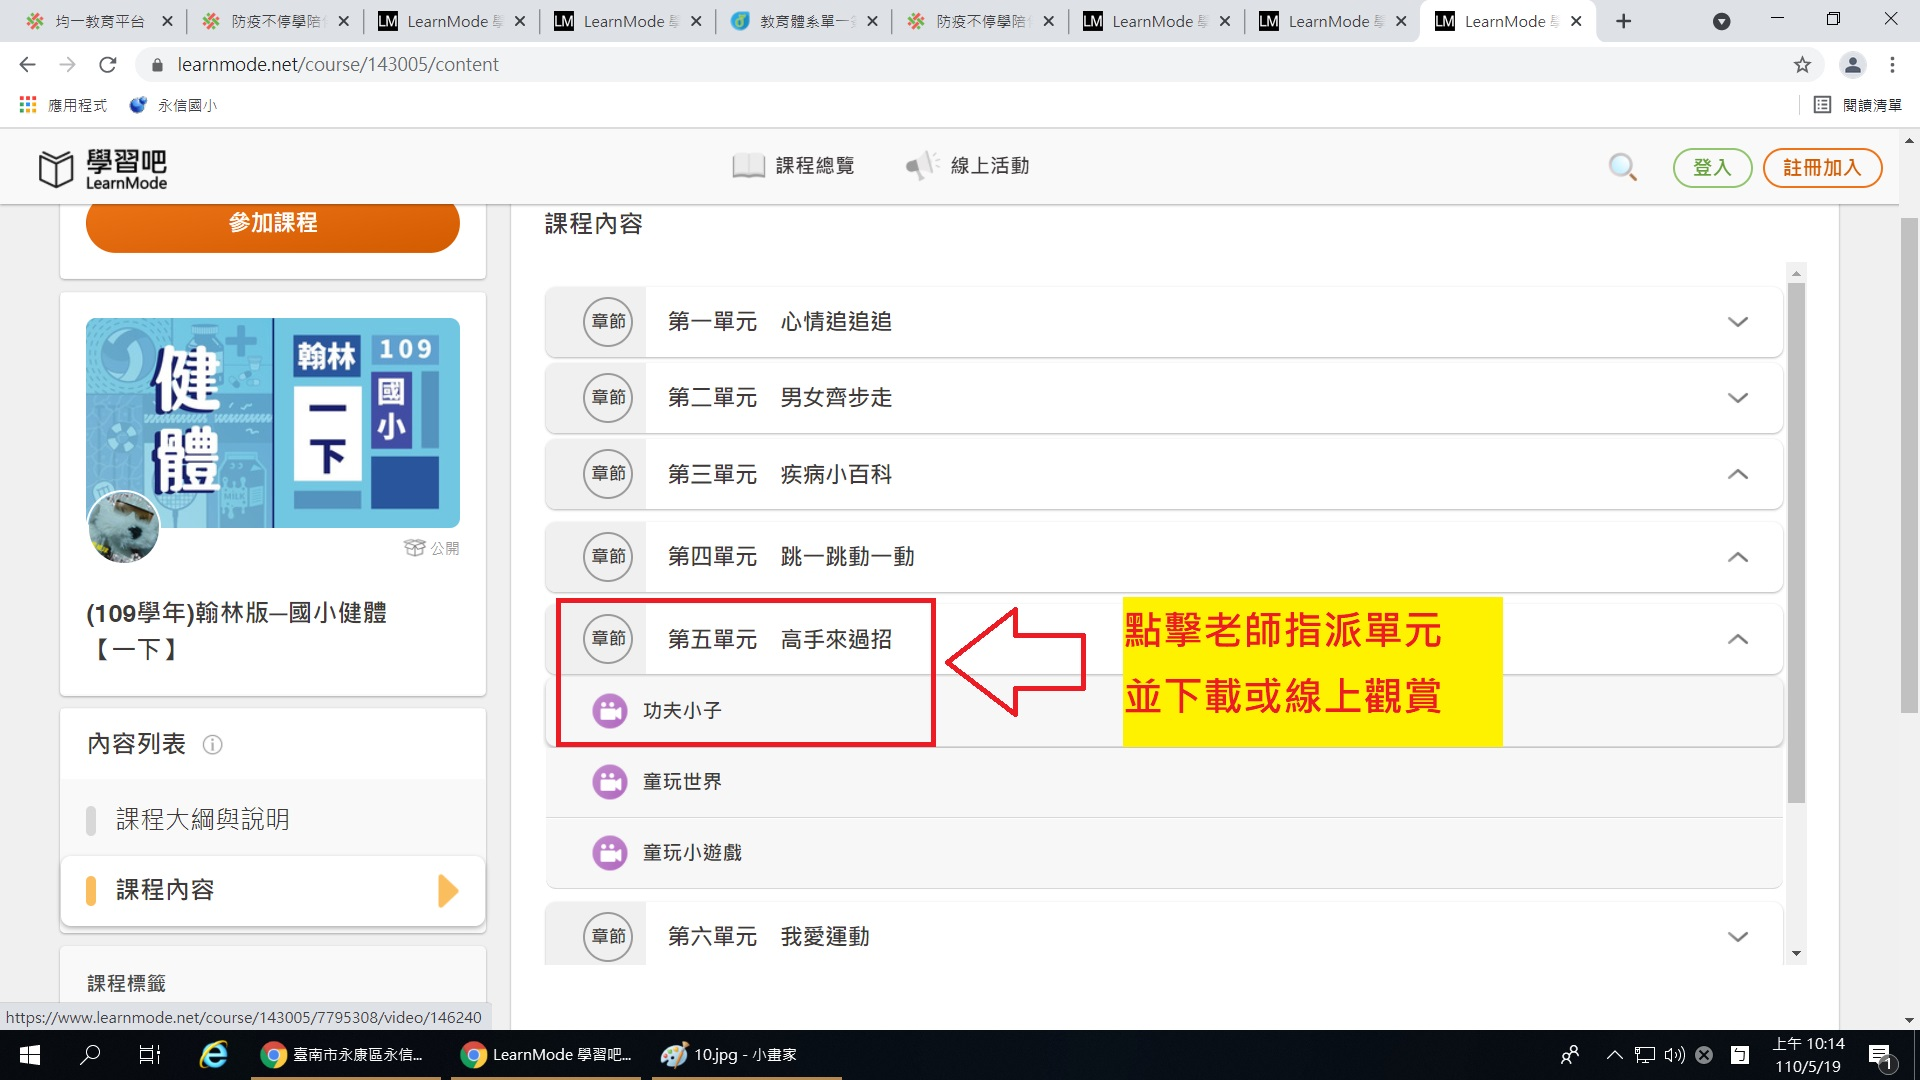 均一教育平台
防疫不停學陪
LearnMode
LearnMode
教育體系單一
防疫不停學陪
LearnMode
LearnMode
LearnMode
learnmode.net/course/143005/content
應用程式
永信國小
閱讀清單
學習吧
LearnMode
課程總覽
線上活動
登入
註冊加入
參加課程
健體
翰林
109
一下
國小
公開
(109學年)翰林版—國小健體
【一下】
內容列表
課程大綱與說明
課程內容
課程標籤
課程內容
章節 第一單元 心情追追追
章節 第二單元 男女齊步走
章節 第三單元 疾病小百科
章節 第四單元 跳一跳動一動
章節 第五單元 高手來過招
功夫小子
童玩世界
童玩小遊戲
章節 第六單元 我愛運動
點擊老師指派單元
並下載或線上觀賞
https://www.learnmode.net/course/143005/7795308/video/146240
臺南市永康區永信...
LearnMode 學習吧...
10.jpg - 小畫家
ㄅ
上午 10:14
110/5/19
1